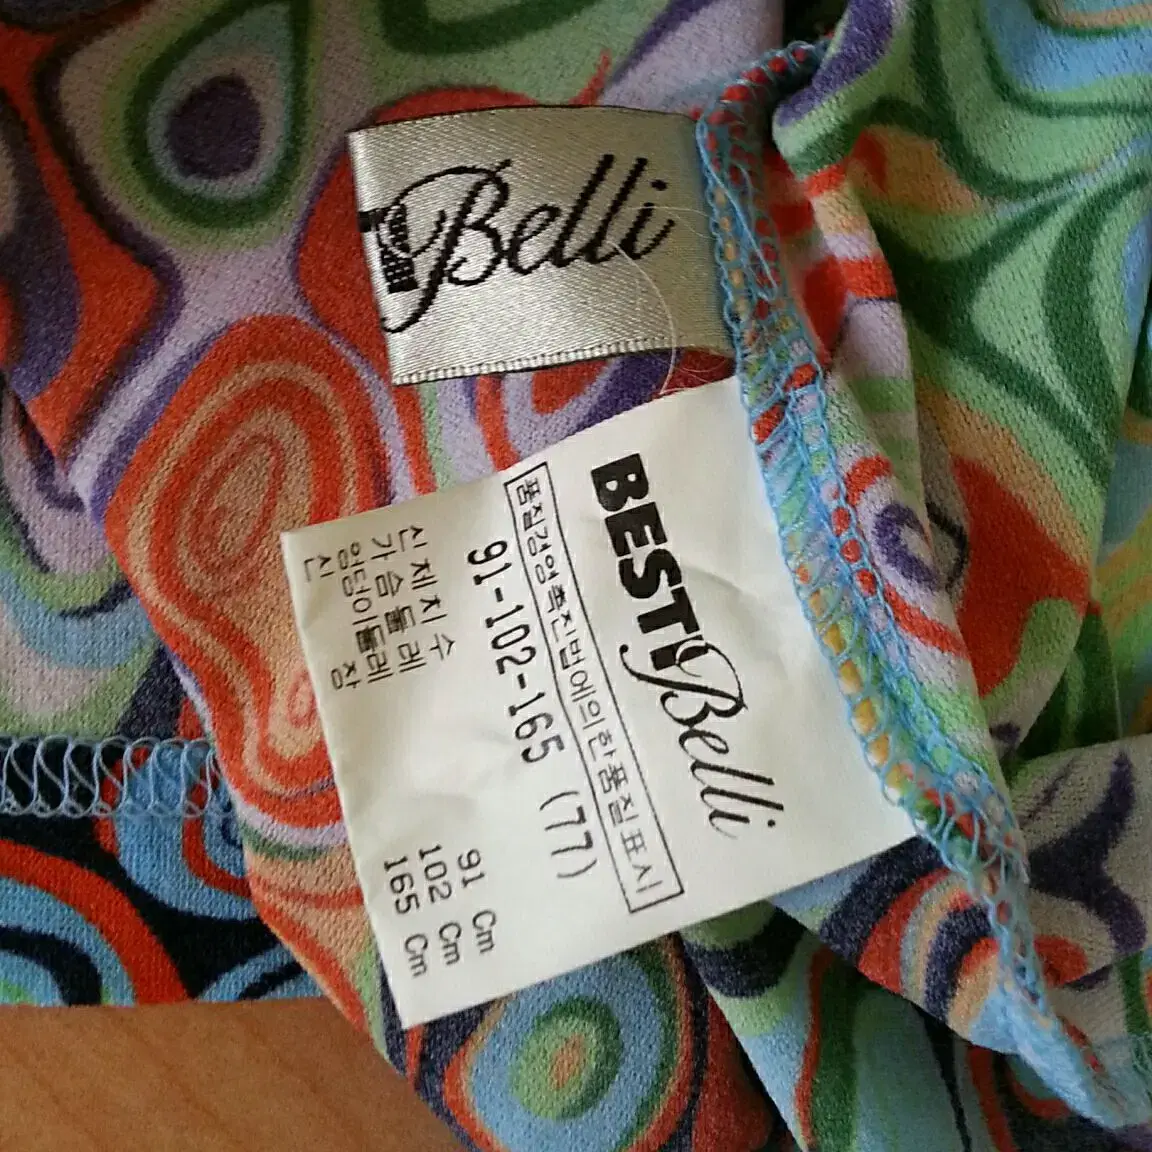 Belli
BESTI Belli
품질경영촉진법에의한품질표시
91-102-165 (77)
신체치수
가슴둘레 91 Cm
엉덩이둘레 102 Cm
신장 165 Cm